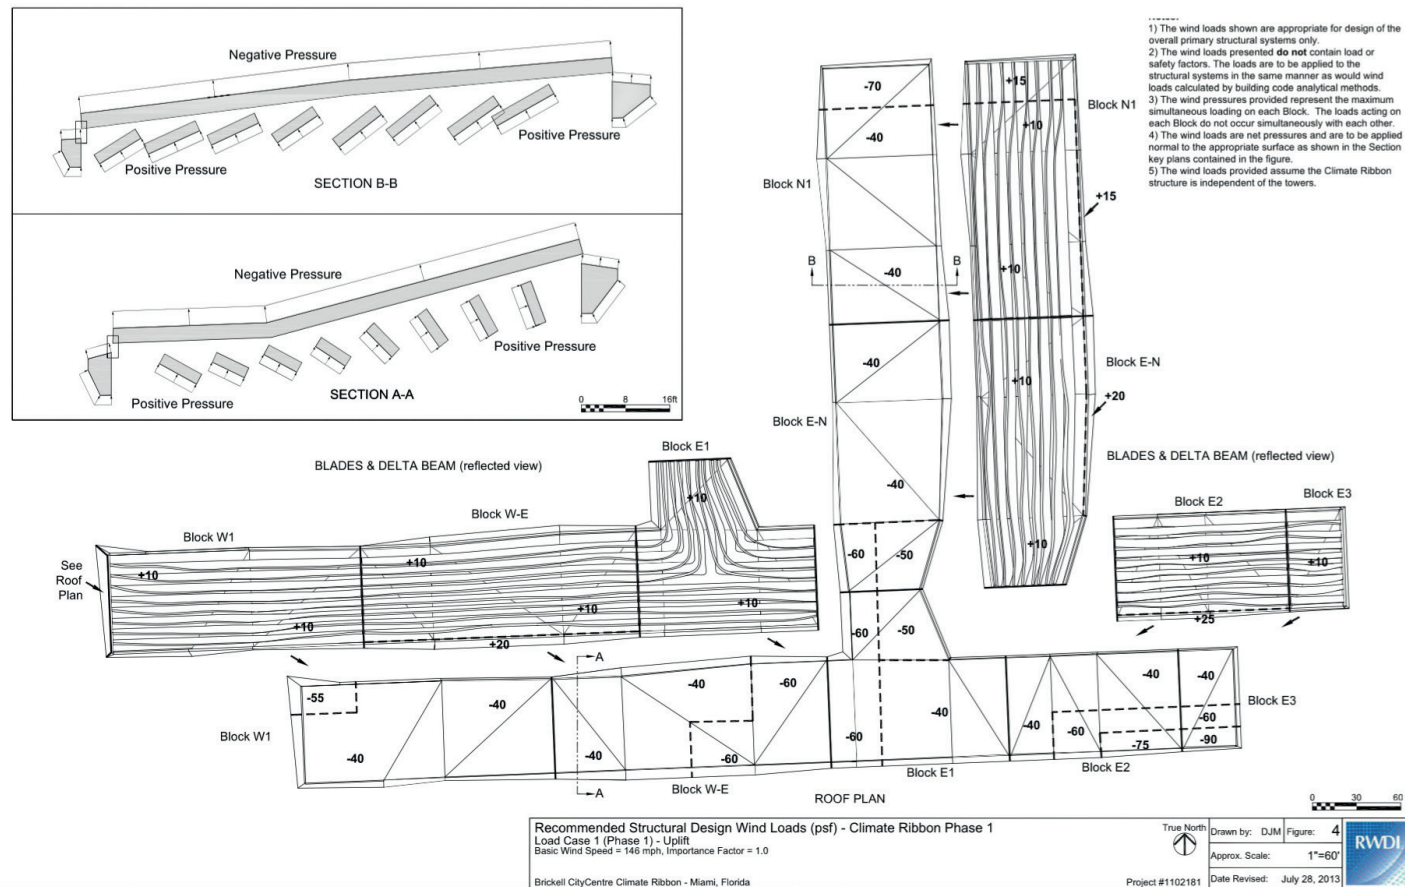 Negative Pressure
Positive Pressure
Positive Pressure
SECTION B-B
Negative Pressure
Positive Pressure
Positive Pressure
SECTION A-A
0 8 16ft
1) The wind loads shown are appropriate for design of the
overall primary structural systems only.
2) The wind loads presented do not contain load or
safety factors. The loads are to be applied to the
structural systems in the same manner as would wind
loads calculated by building code analytical methods.
3) The wind pressures provided represent the maximum
simultaneous loading on each Block. The loads acting on
each Block do not occur simultaneously with each other.
4) The wind loads are net pressures and are to be applied
normal to the appropriate surface as shown in the Section
key plans contained in the figure.
5) The wind loads provided assume the Climate Ribbon
structure is independent of the towers.
-70
+15
Block N1
+10
-40
Block N1
+15
B
B
-40
+10
-40
Block E-N
+10
+20
Block E-N
-40
+10
-60
-50
-60
-50
BLADES & DELTA BEAM (reflected view)
Block E1
+10
Block W-E
Block W1
See
Roof
Plan
+10
+10
+10
+10
+10
+20
BLADES & DELTA BEAM (reflected view)
Block E2
Block E3
+10
+10
+25
A
-55
-40
-40
-60
-40
-40
Block W1
-60
-40
-40
-60
-60
Block E3
-40
-40
-60
-75
-90
A
Block W-E
Block E1
Block E2
ROOF PLAN
0 30 60
Recommended Structural Design Wind Loads (psf) - Climate Ribbon Phase 1
Load Case 1 (Phase 1) - Uplift
Basic Wind Speed = 146 mph, Importance Factor = 1.0
Brickell CityCentre Climate Ribbon - Miami, Florida
True North
Project #1102181
Drawn by: DJM
Figure: 4
Approx. Scale: 1"=60'
Date Revised: July 28, 2013
RWDI